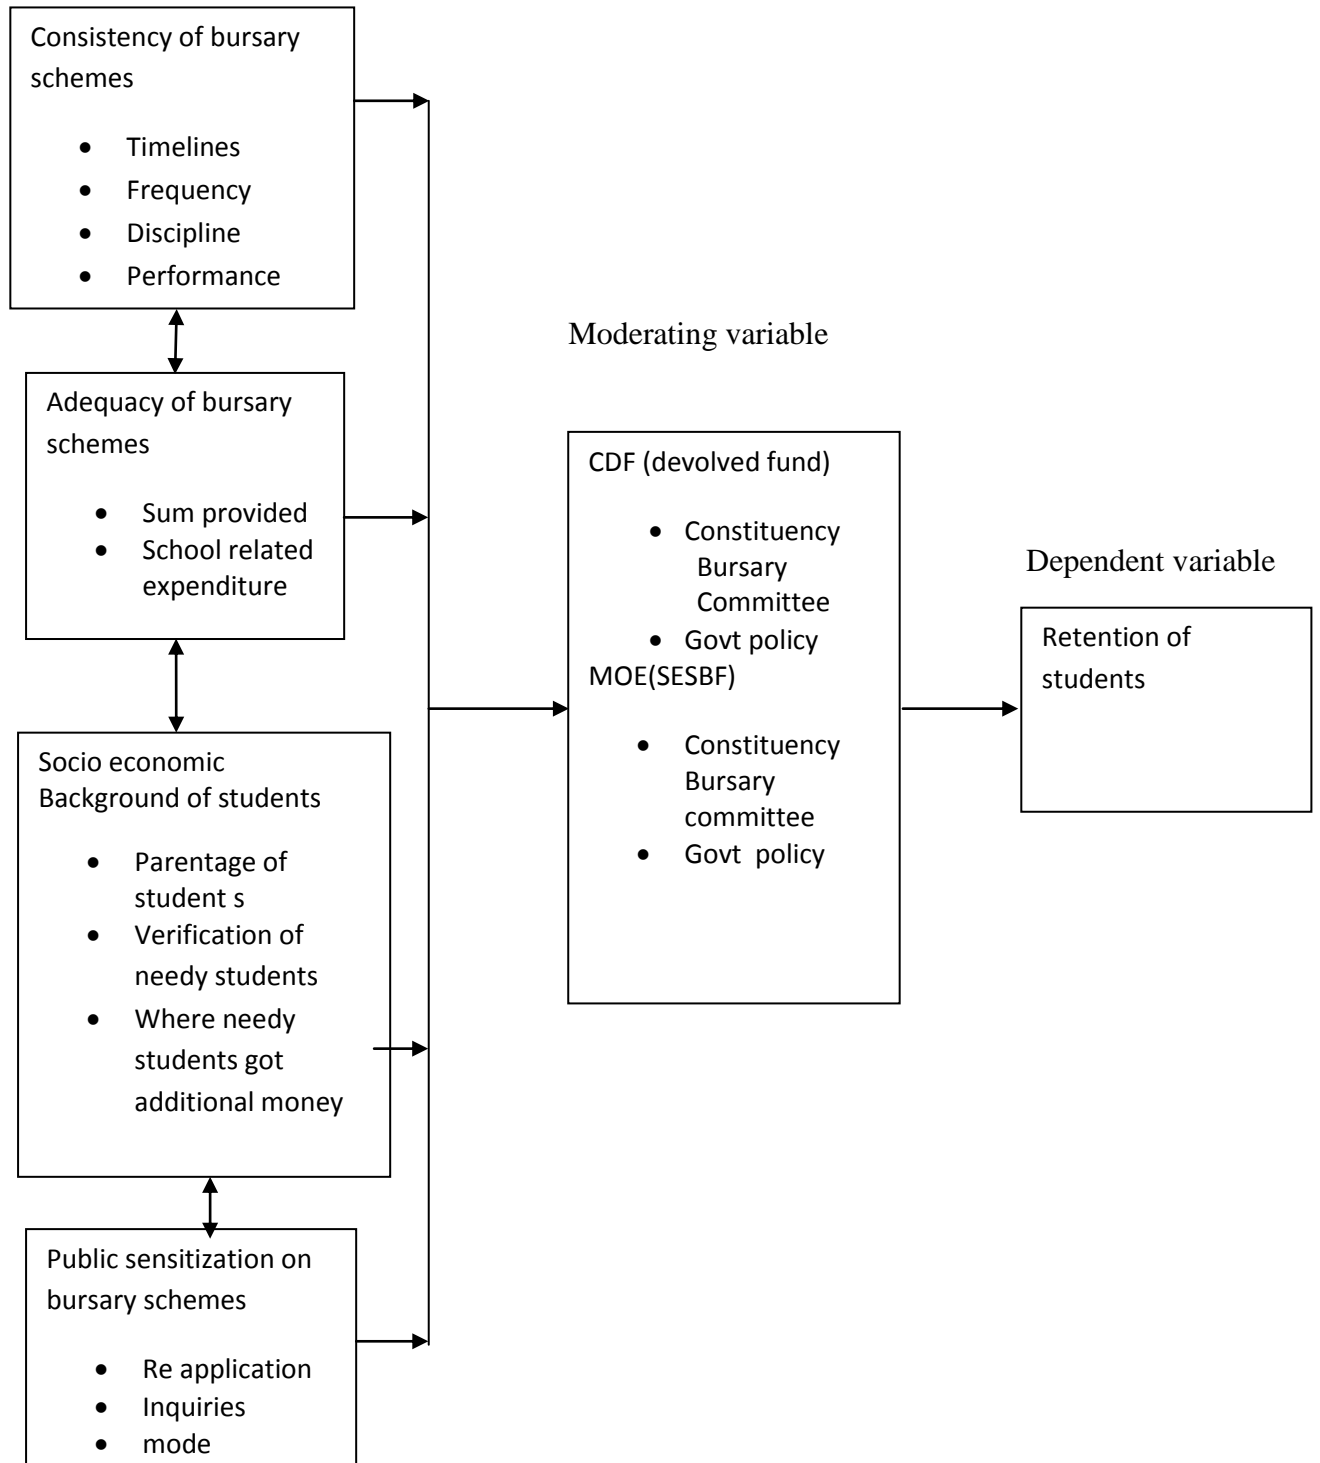 Consistency of bursary
schemes
• Timelines
• Frequency
• Discipline
• Performance
Adequacy of bursary
schemes
• Sum provided
• School related
expenditure
Socio economic
Background of students
• Parentage of
student s
• Verification of
needy students
• Where needy
students got
additional money
Public sensitization on
bursary schemes
• Re application
• Inquiries
• mode
Moderating variable
CDF (devolved fund)
• Constituency
Bursary
Committee
• Govt policy
MOE(SESBF)
• Constituency
Bursary
committee
• Govt  policy
Dependent variable
Retention of
students